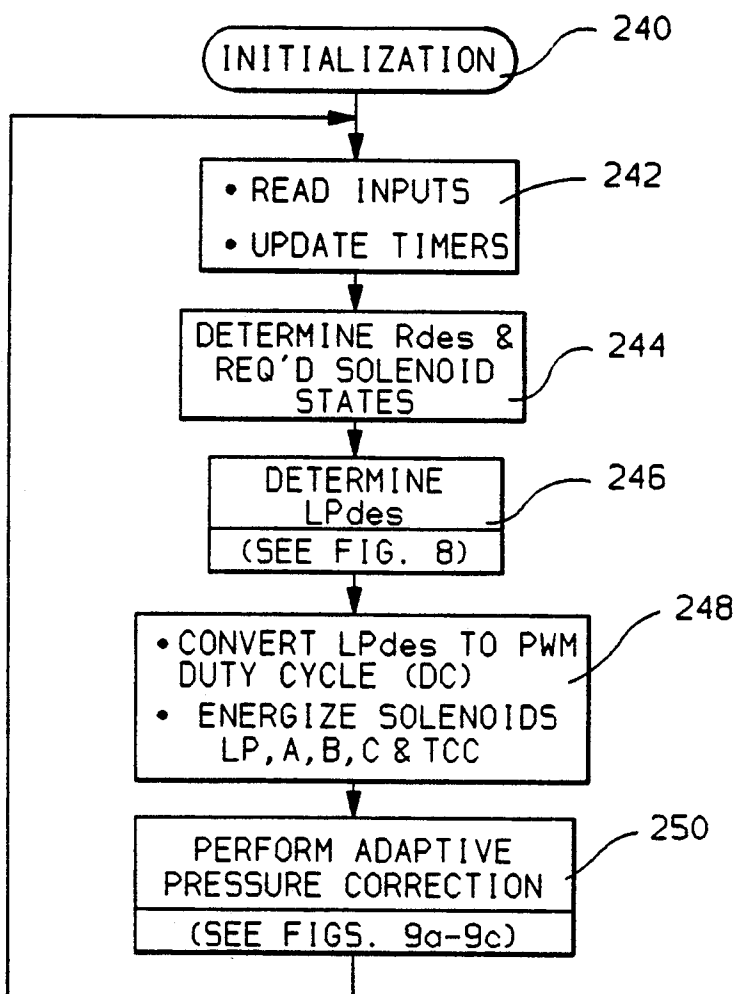 INITIALIZATION
240
• READ INPUTS
• UPDATE TIMERS
242
DETERMINE Rdes &
REQ'D SOLENOID
STATES
244
DETERMINE
LPdes
246
(SEE FIG. 8)
• CONVERT LPdes TO PWM
DUTY CYCLE (DC)
• ENERGIZE SOLENOIDS
LP, A, B, C & TCC
248
PERFORM ADAPTIVE
PRESSURE CORRECTION
250
(SEE FIGS. 9a-9c)